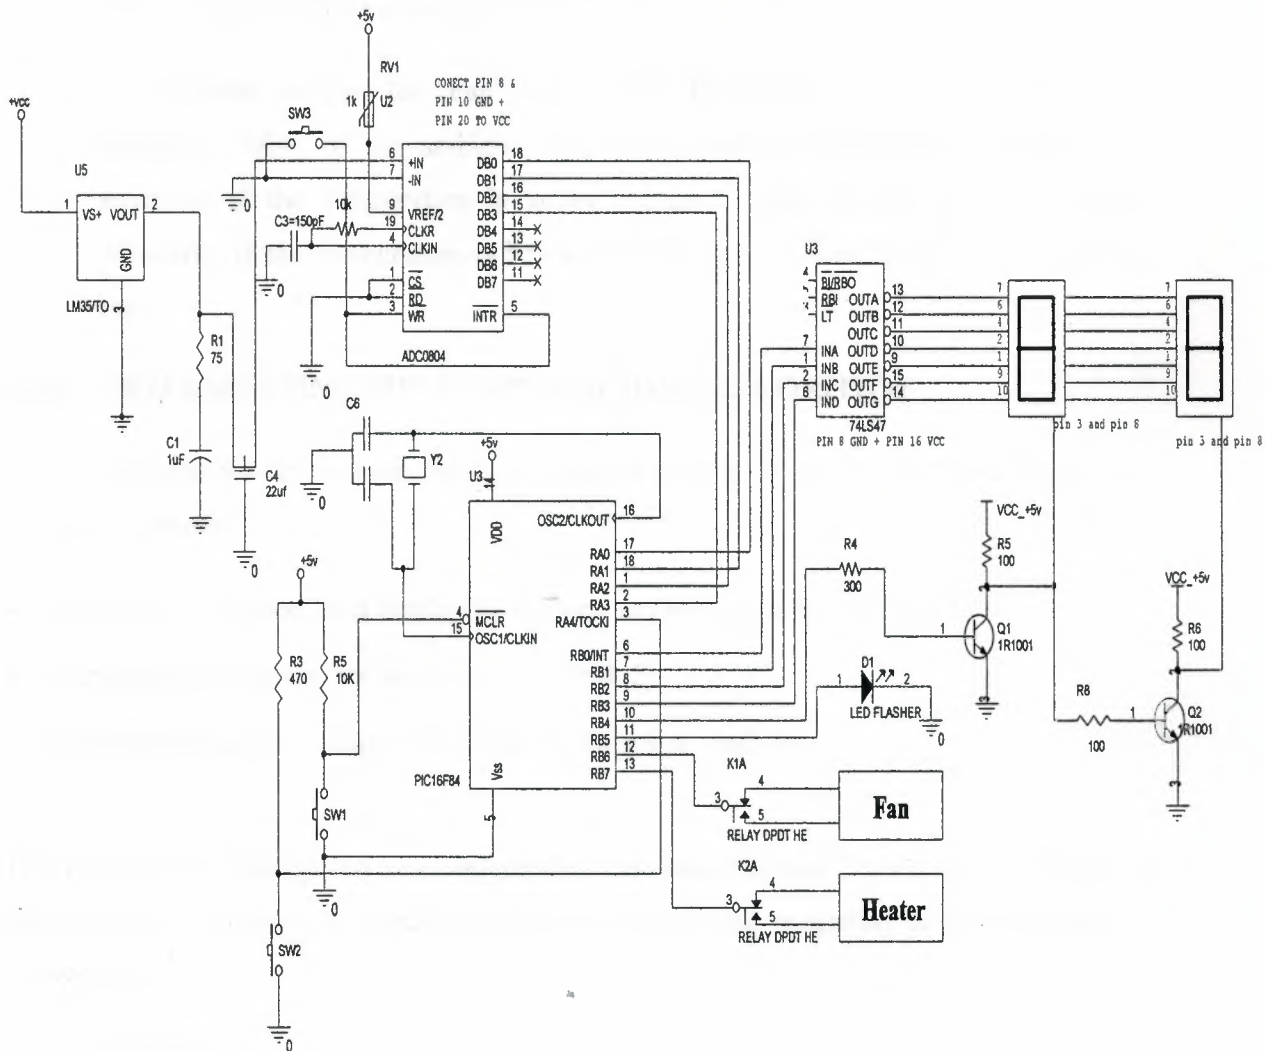 +5v
RV1
1k
U2
CONECT PIN 8 &
PIN 10 GND +
PIN 20 TO VCC
+VCC
SW3
U5
1
VS+ VOUT
2
GND
3
LM35/TO
0
6
+IN
7
-IN
VREF/2
19
CLKR
4
CLKIN
1
CS
2
RD
3
WR
DB0 18
DB1 17
DB2 16
DB3 15
DB4 14
DB5 13
DB6 12
DB7 11
INTR 5
ADC0804
10k
C3=150pF
0
0
R1
75
C1
1uF
C4
22uf
0
0
C6
Y2
0
+5v
U3
14
VDD
OSC2/CLKOUT 16
RA0 17
RA1 18
RA2 1
RA3 2
RA4/TOCKI 3
4 MCLR
15 OSC1/CLKIN
RB0/INT 6
RB1 7
RB2 8
RB3 9
RB4 10
RB5 11
RB6 12
RB7 13
PIC16F84
Vss
5
+5v
R3
470
R5
10K
SW1
0
SW2
0
U3
4
BI/RBO
RBI
LT
7 INA
1 INB
2 INC
6 IND
OUTA 13
OUTB 12
OUTC 11
OUTD 10
OUTE 9
OUTF 15
OUTG 14
74LS47
PIN 8 GND + PIN 16 VCC
7
6
4
2
1
9
10
pin 3 and pin 8
7
6
4
2
1
9
10
pin 3 and pin 8
VCC_+5v
R5
100
R4
300
1
Q1
1R1001
3
VCC_+5v
R6
100
R8
100
1
Q2
1R1001
3
D1
1
2
LED FLASHER
0
K1A
3
4
5
RELAY DPDT HE
Fan
K2A
3
4
5
RELAY DPDT HE
Heater